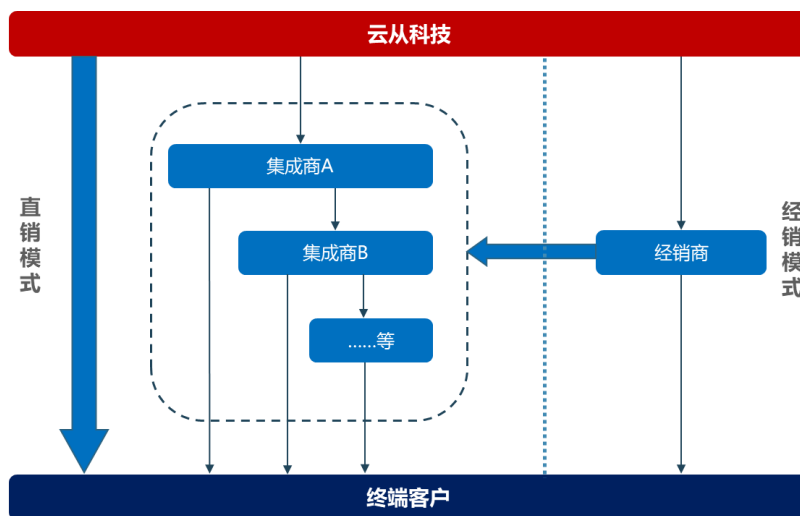 云从科技
集成商A
直销模式
集成商B
经销商
经销模式
……等
终端客户